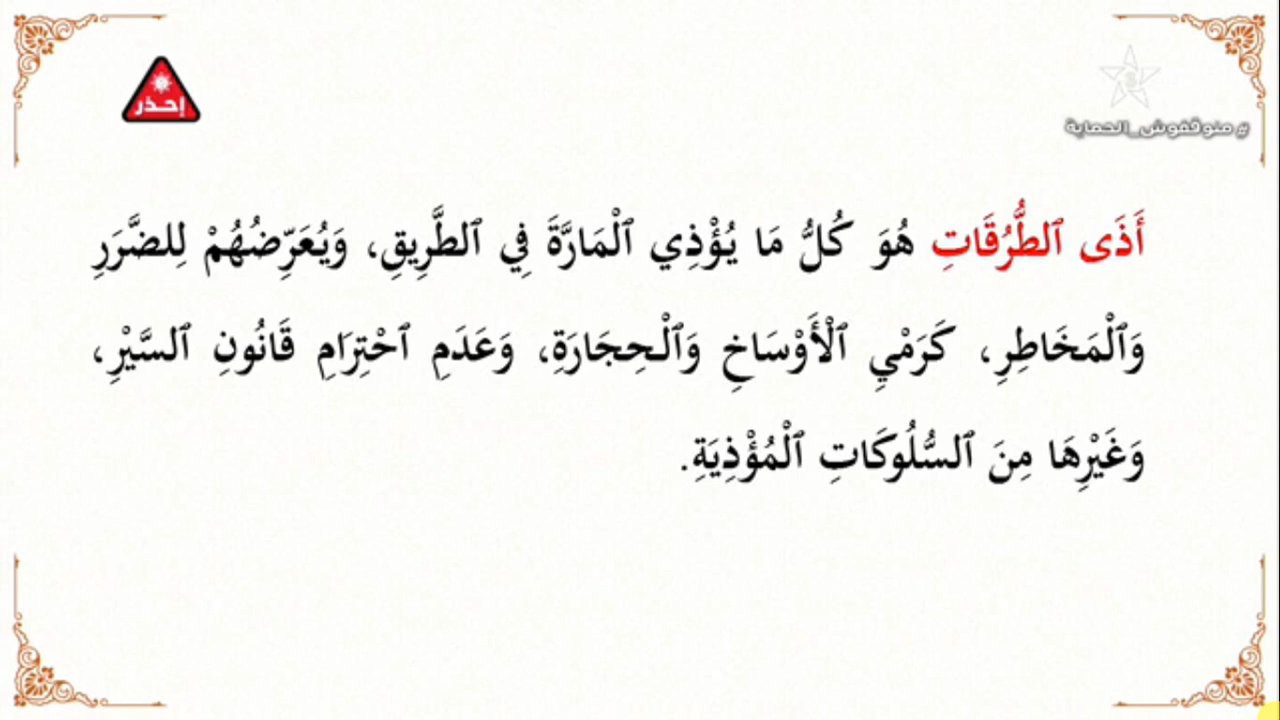 إحذر
#منوقفوش_الحماية
أَذَى ٱلطُّرُقَاتِ هُوَ كُلُّ مَا يُؤْذِي ٱلْمَارَّةَ فِي ٱلطَّرِيقِ، وَيُعَرِّضُهُمْ لِلضَّرَرِ
وَٱلْمَخَاطِرِ، كَرَمْيِ ٱلْأَوْسَاخِ وَٱلْحِجَارَةِ، وَعَدَمِ ٱحْتِرَامِ قَانُونِ ٱلسَّيْرِ،
وَغَيْرِهَا مِنَ ٱلسُّلُوكَاتِ ٱلْمُؤْذِيَةِ.